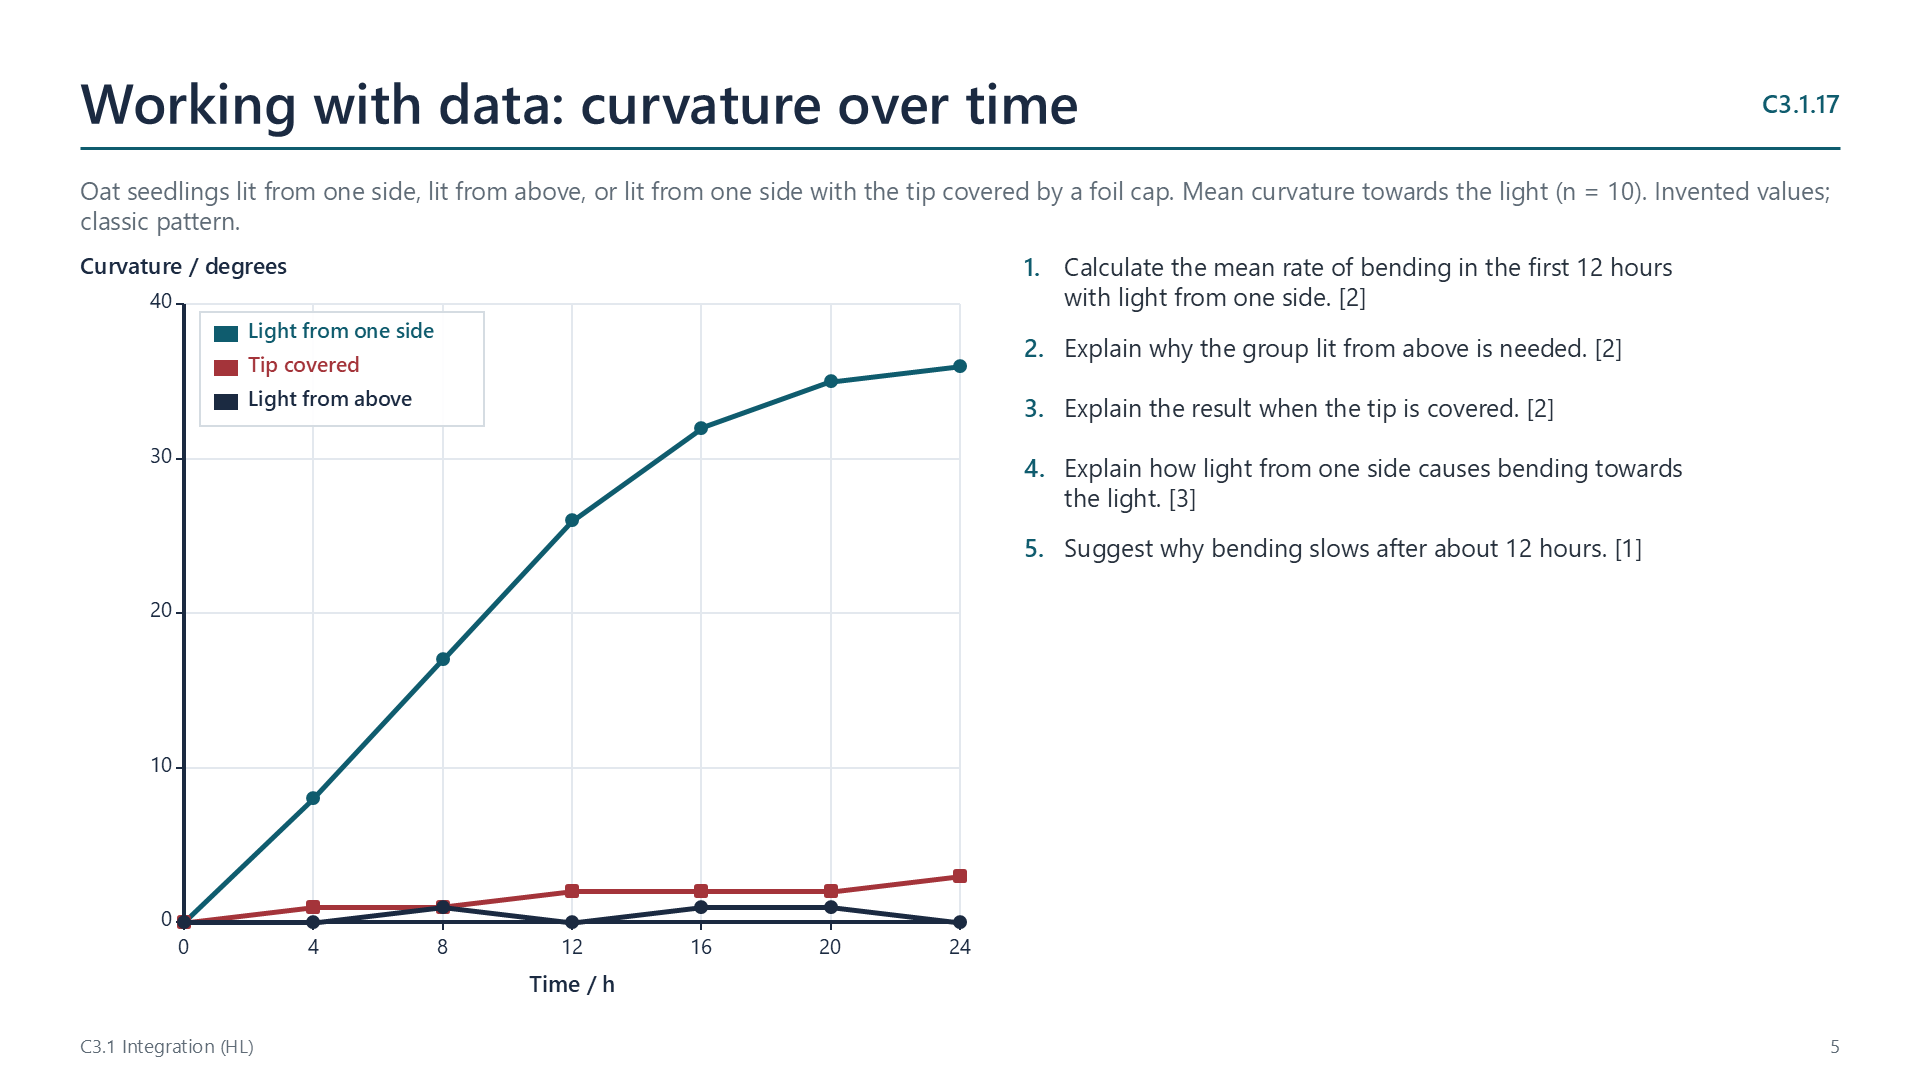 Working with data: curvature over time
C3.1.17
Oat seedlings lit from one side, lit from above, or lit from one side with the tip covered by a foil cap. Mean curvature towards the light (n = 10). Invented values;
classic pattern.
Curvature / degrees
40
30
20
10
0
Light from one side
Tip covered
Light from above
0 4 8 12 16 20 24
Time / h
1. Calculate the mean rate of bending in the first 12 hours
with light from one side. [2]
2. Explain why the group lit from above is needed. [2]
3. Explain the result when the tip is covered. [2]
4. Explain how light from one side causes bending towards
the light. [3]
5. Suggest why bending slows after about 12 hours. [1]
C3.1 Integration (HL)
5